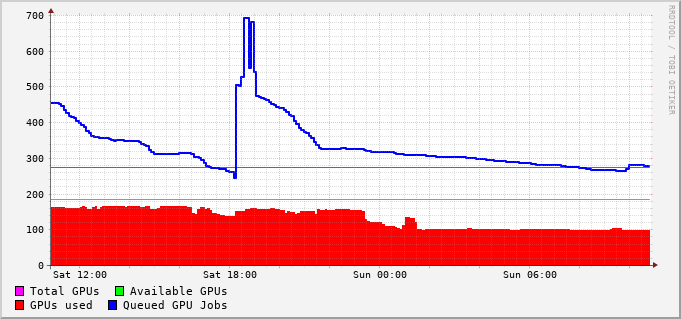 700
600
500
400
300
200
100
0
Sat 12:00 Sat 18:00 Sun 00:00 Sun 06:00
Total GPUs Available GPUs
GPUs used Queued GPU Jobs
RRDTOOL / TOBI OETIKER